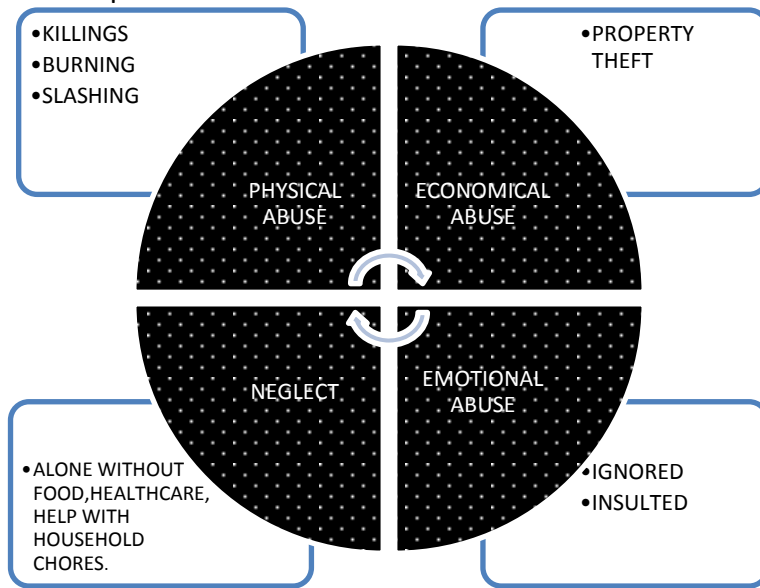 •KILLINGS
•BURNING
•SLASHING
•PROPERTY
THEFT
PHYSICAL
ABUSE
ECONOMICAL
ABUSE
NEGLECT
EMOTIONAL
ABUSE
•ALONE WITHOUT
FOOD,HEALTHCARE,
HELP WITH
HOUSEHOLD
CHORES.
•IGNORED
•INSULTED